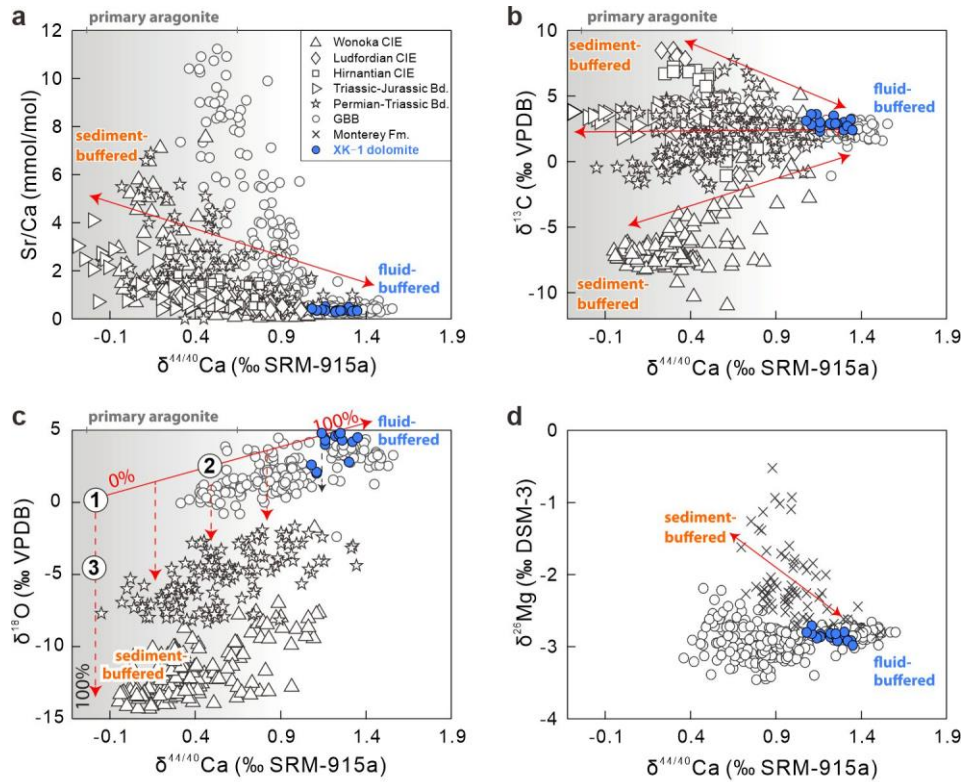 a
primary aragonite
12
10
8
6
4
2
0
Sr/Ca (mmol/mol)
sediment-
buffered
Wonoka CIE
Ludfordian CIE
Hirnantian CIE
Triassic-Jurassic Bd.
Permian-Triassic Bd.
GBB
Monterey Fm.
XK-1 dolomite
fluid-
buffered
-0.1 0.4 0.9 1.4 1.9
δ44/40Ca (‰ SRM-915a)
b
primary aragonite
10
5
0
-5
-10
δ13C (‰ VPDB)
sediment-
buffered
fluid-
buffered
sediment-
buffered
-0.1 0.4 0.9 1.4 1.9
δ44/40Ca (‰ SRM-915a)
c
primary aragonite
5
0
-5
-10
-15
δ18O (‰ VPDB)
100%
fluid-
buffered
0%
1
2
3
sediment-
buffered
100%
-0.1 0.4 0.9 1.4 1.9
δ44/40Ca (‰ SRM-915a)
d
0
-1
-2
-3
-4
δ26Mg (‰ DSM-3)
sediment-
buffered
fluid-
buffered
-0.1 0.4 0.9 1.4 1.9
δ44/40Ca (‰ SRM-915a)